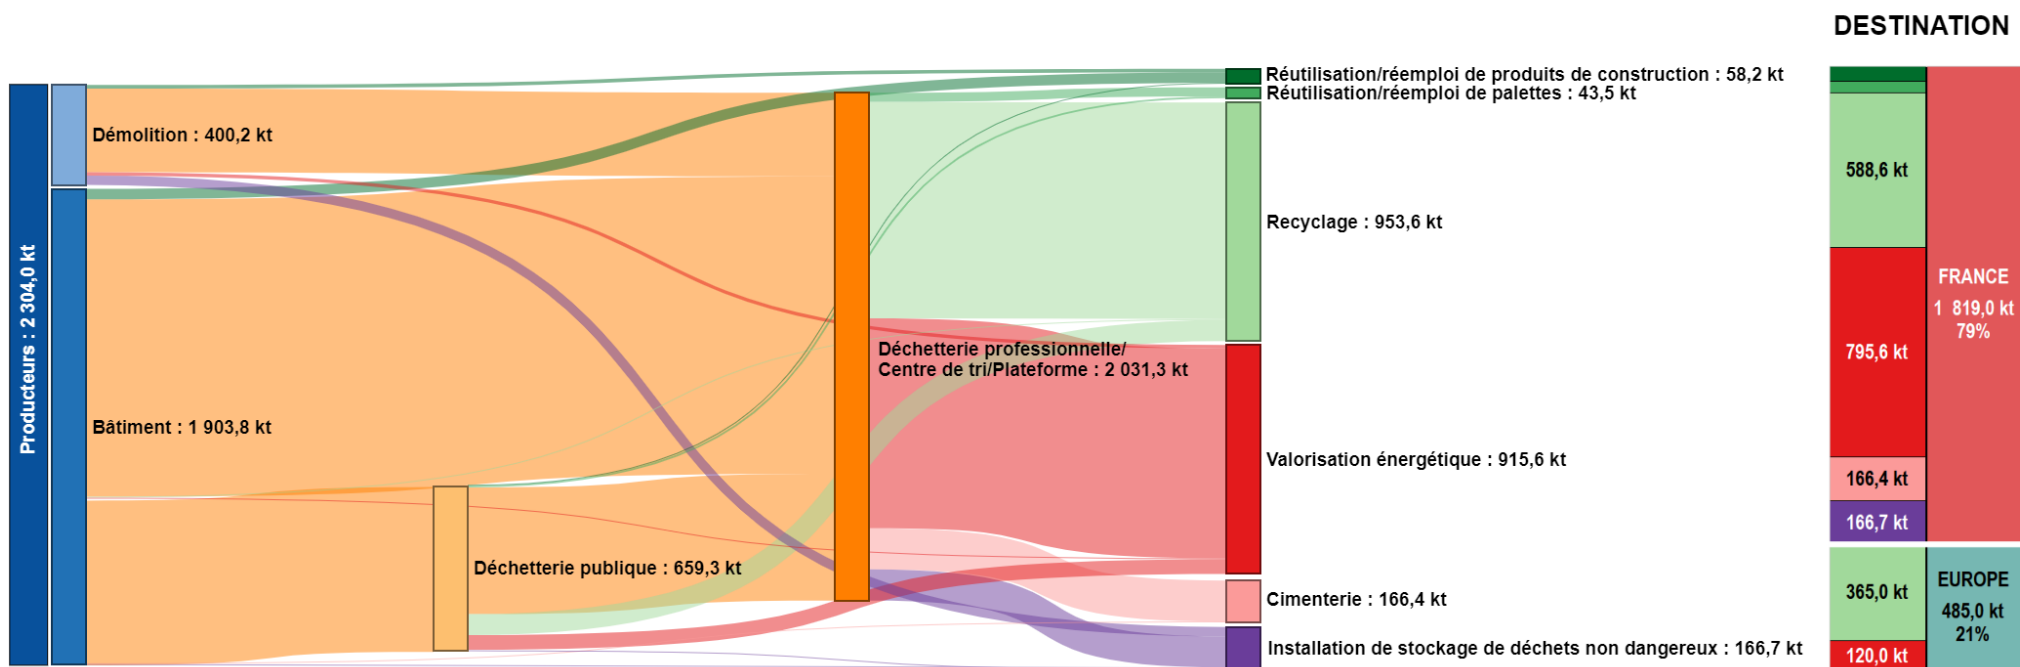 DESTINATION
Producteurs : 2 304,0 kt
Démolition : 400,2 kt
Bâtiment : 1 903,8 kt
Déchetterie publique : 659,3 kt
Déchetterie professionnelle/
Centre de tri/Plateforme : 2 031,3 kt
Réutilisation/réemploi de produits de construction : 58,2 kt
Réutilisation/réemploi de palettes : 43,5 kt
Recyclage : 953,6 kt
Valorisation énergétique : 915,6 kt
Cimenterie : 166,4 kt
Installation de stockage de déchets non dangereux : 166,7 kt
588,6 kt
795,6 kt
166,4 kt
166,7 kt
FRANCE
1 819,0 kt
79%
365,0 kt
120,0 kt
EUROPE
485,0 kt
21%